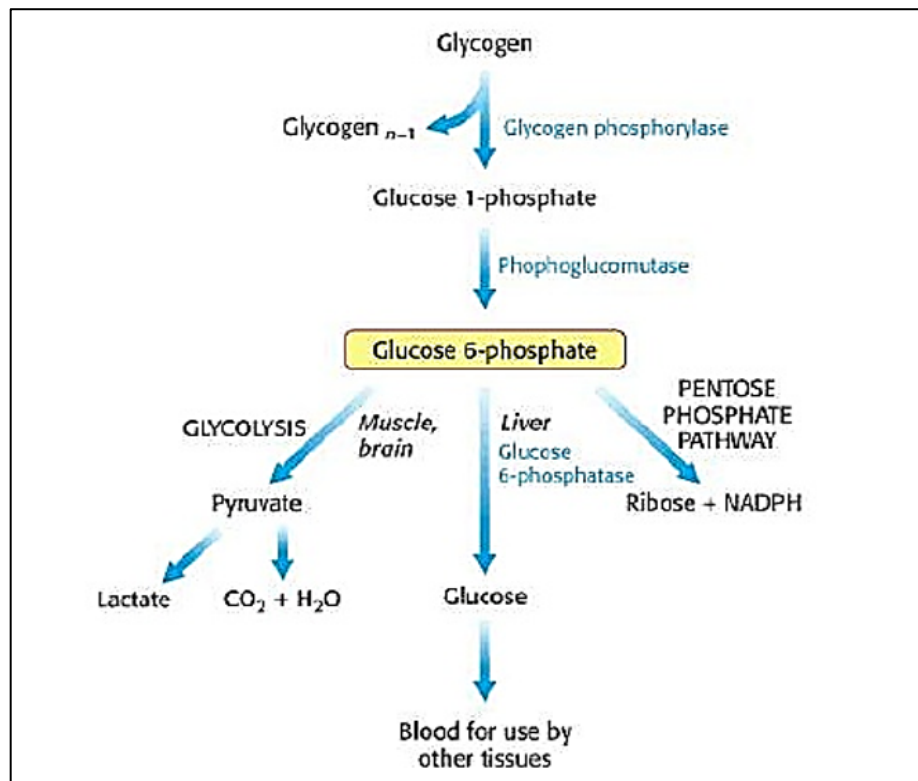 Glycogen
Glycogen n–1
Glycogen phosphorylase
Glucose 1-phosphate
Phophoglucomutase
Glucose 6-phosphate
GLYCOLYSIS
Muscle,
brain
Liver
Glucose
6-phosphatase
PENTOSE
PHOSPHATE
PATHWAY
Pyruvate
Ribose + NADPH
Lactate
CO₂ + H₂O
Glucose
Blood for use by
other tissues